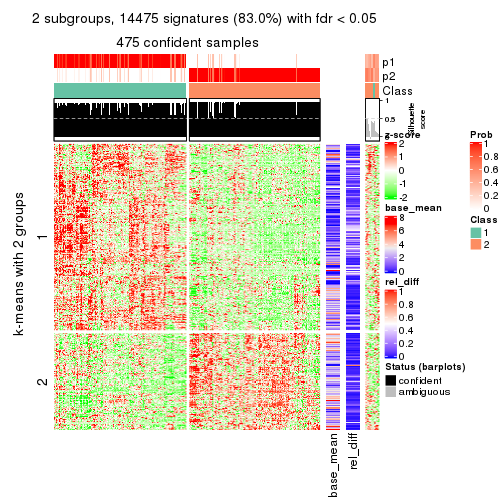 2 subgroups, 14475 signatures (83.0%) with fdr < 0.05
475 confident samples
p1
p2
Class
1
0.5
0
Silhouette
score
k-means with 2 groups
1
2
base_mean
rel_diff
z-score
2
1
0
-1
-2
base_mean
8
6
4
2
0
rel_diff
1
0.8
0.6
0.4
0.2
0
Status (barplots)
confident
ambiguous
Prob
1
0.8
0.6
0.4
0.2
0
Class
1
2